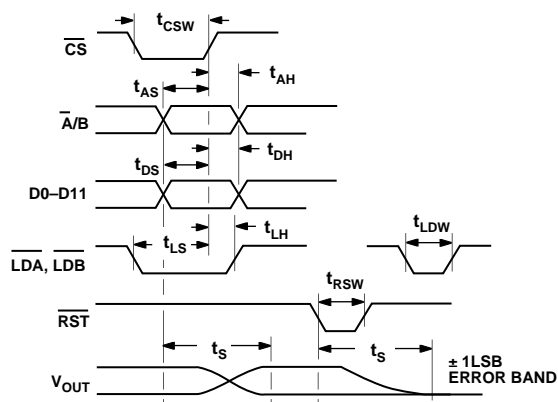 tCSW
CS
tAS
tAH
A/B
tDS
tDH
D0–D11
tLS
tLH
tLDW
LDA, LDB
tRSW
RST
tS
tS
± 1LSB
ERROR BAND
VOUT